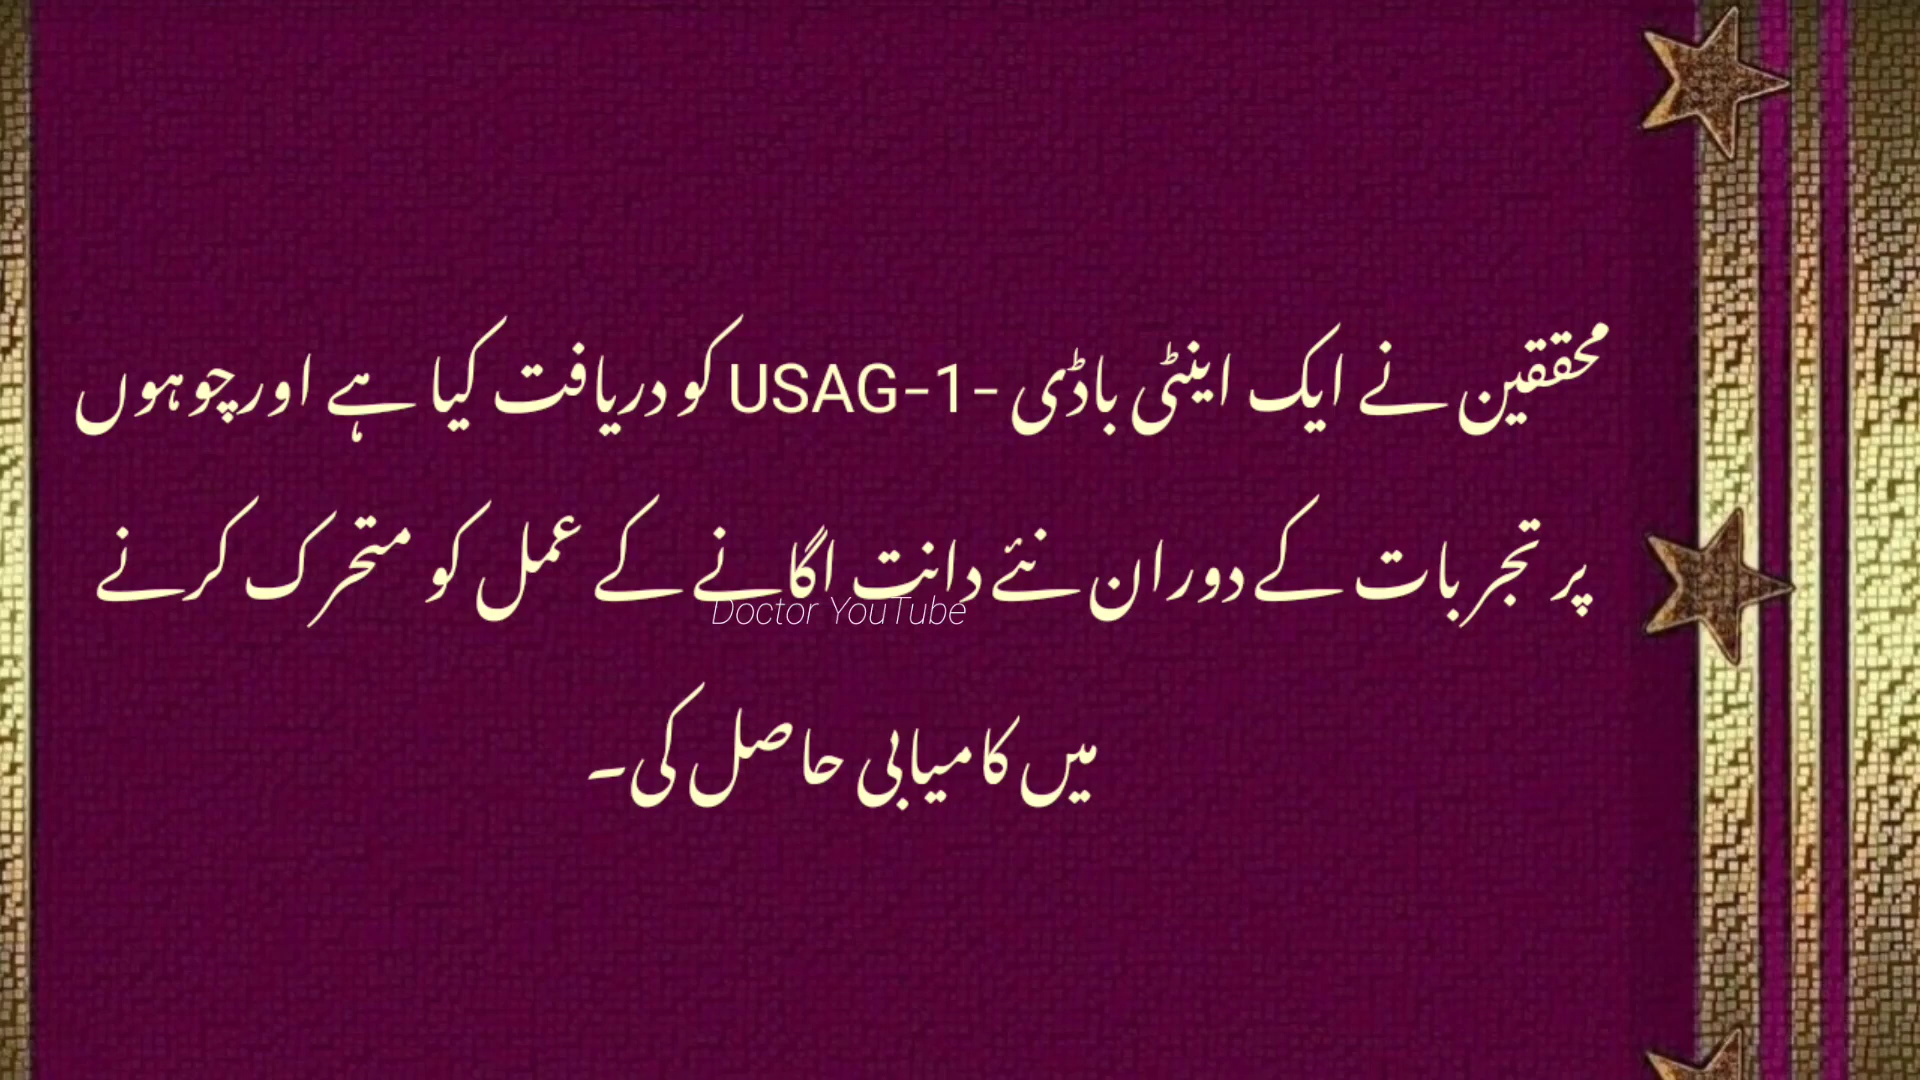 محققین نے ایک اینٹی باڈی -USAG-1 کو دریافت کیا ہے اور چوہوں
پر تجربات کے دوران نئے دانت اگانے کے عمل کو متحرک کرنے
Doctor YouTube
میں کامیابی حاصل کی۔